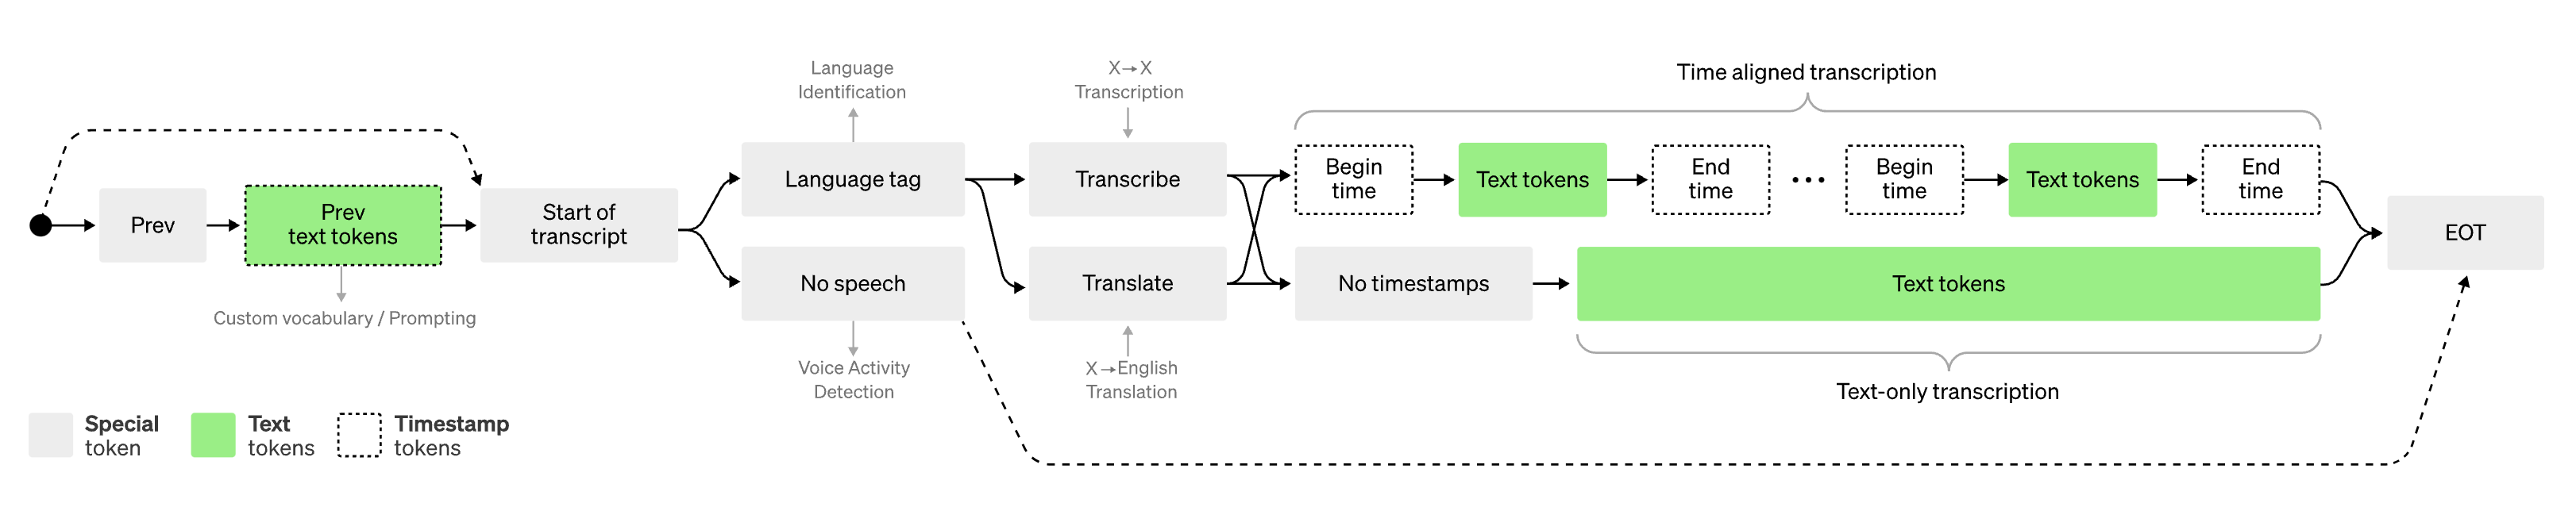 Language
Identification
X→X
Transcription
Time aligned transcription
Prev
Prev
text tokens
Start of
transcript
Language tag
Transcribe
Begin
time
Text tokens
End
time
...
Begin
time
Text tokens
End
time
EOT
No speech
Translate
No timestamps
Text tokens
Custom vocabulary / Prompting
Voice Activity
Detection
X→English
Translation
Text-only transcription
Special
token
Text
tokens
Timestamp
tokens